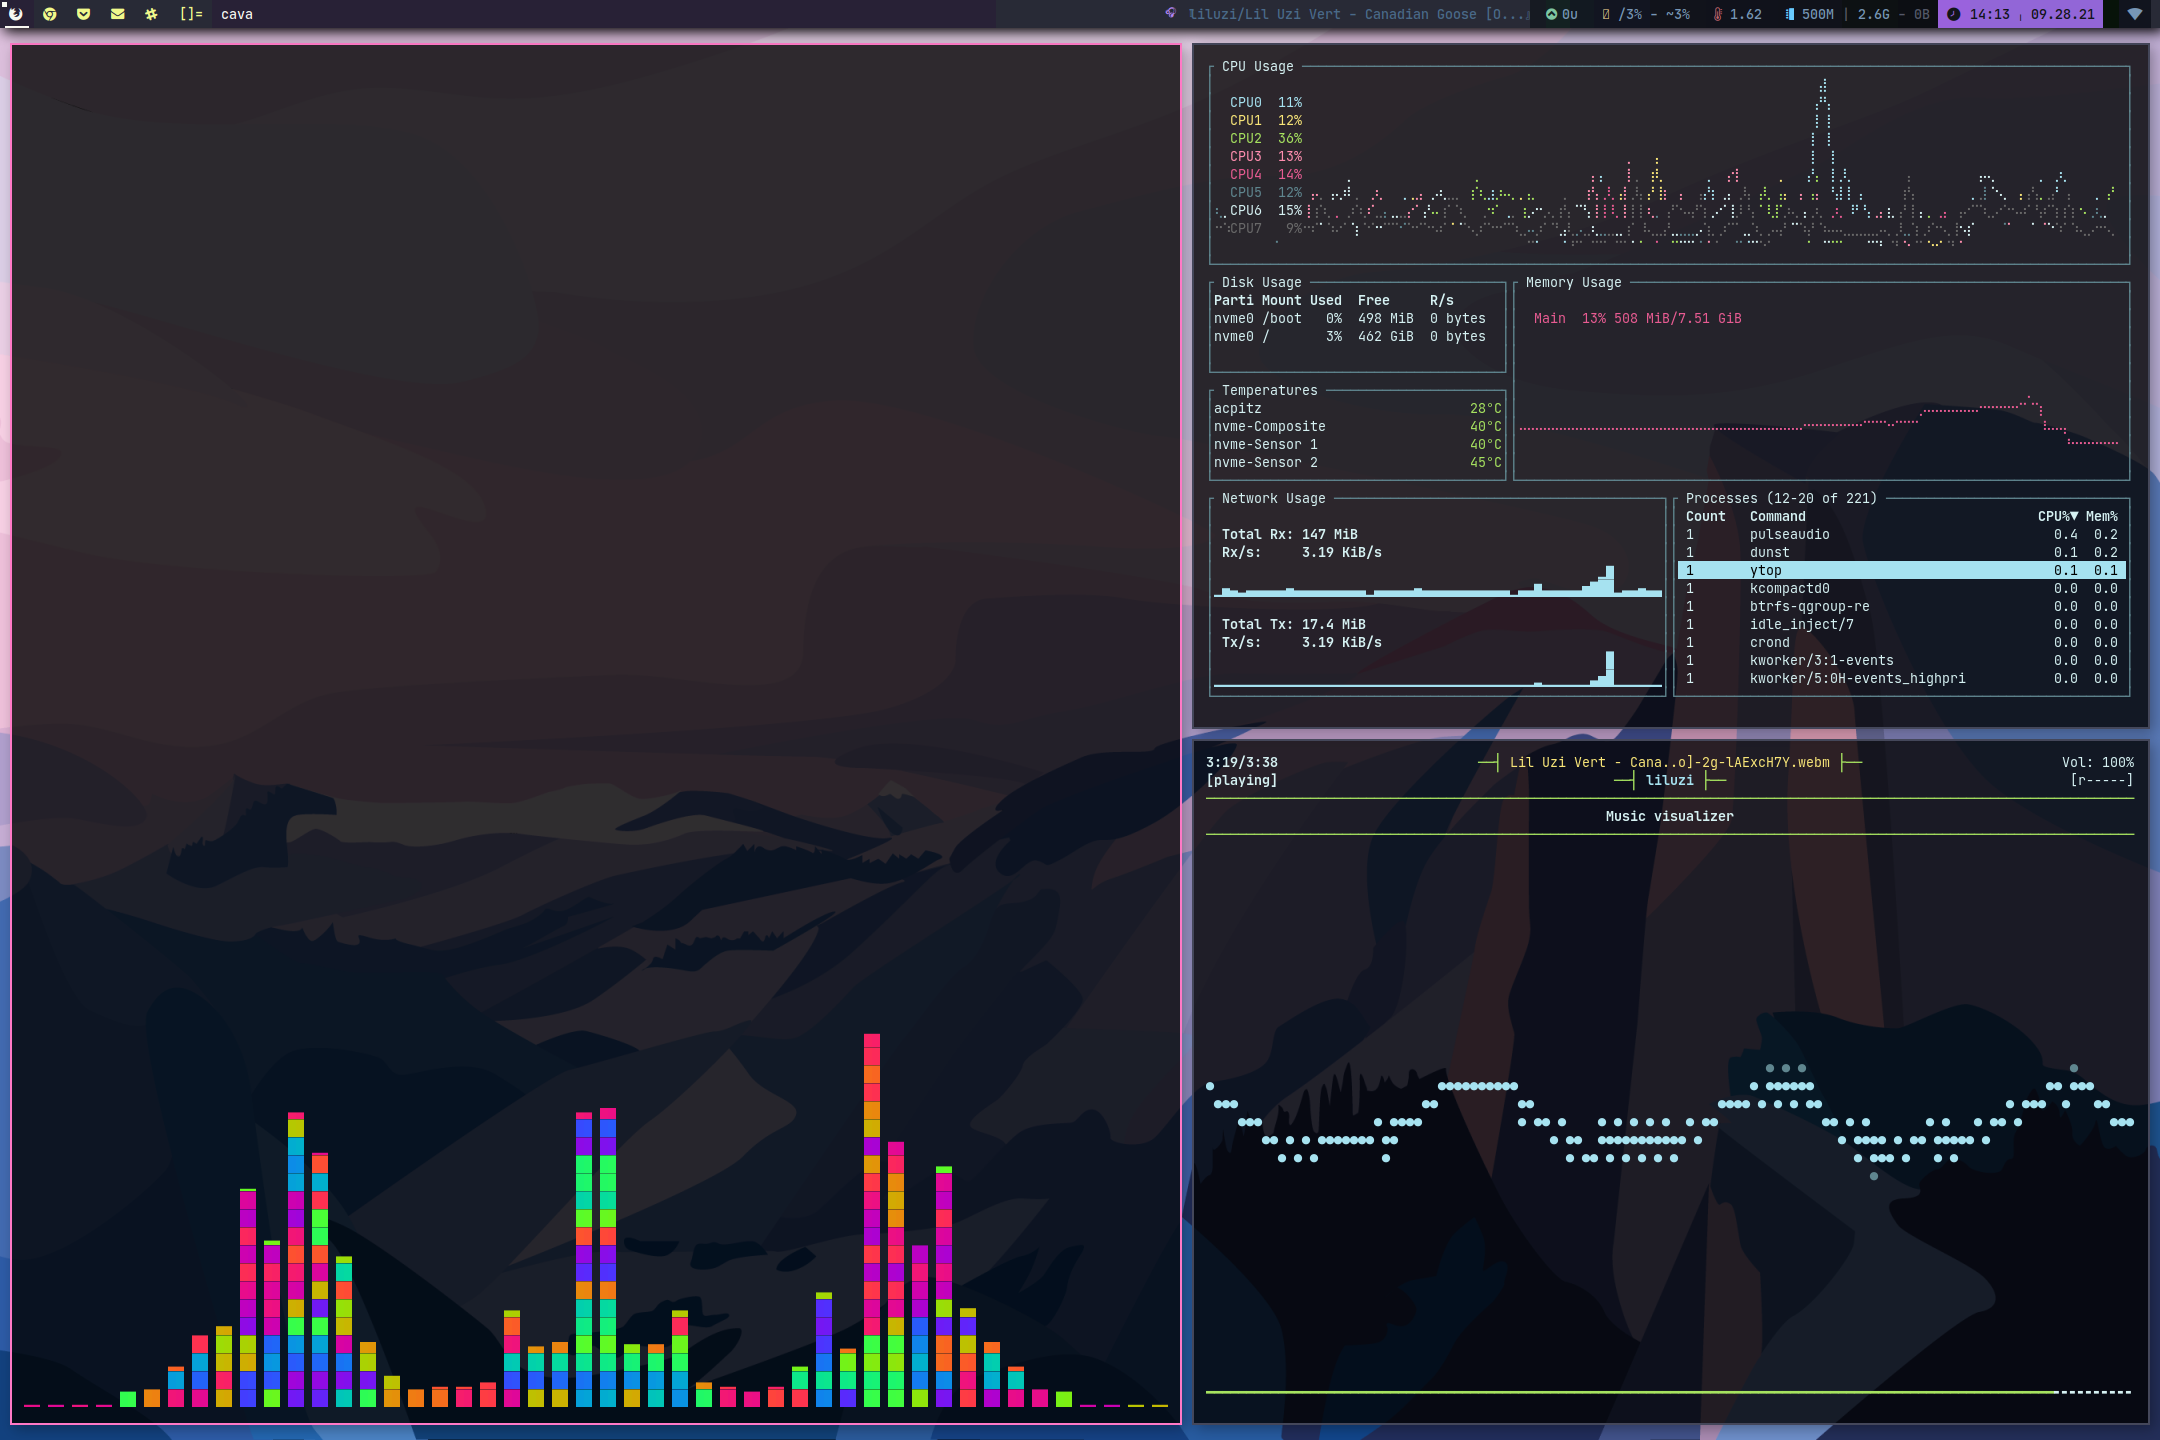 []= cava
liluzi/Lil Uzi Vert - Canadian Goose [O...
0u
/3% - ~3%
1.62
500M | 2.6G - 0B
14:13 09.28.21
CPU Usage
CPU0 11%
CPU1 12%
CPU2 36%
CPU3 13%
CPU4 14%
CPU5 12%
CPU6 15%
CPU7 9%
Disk Usage
Parti Mount Used Free R/s
nvme0 /boot 0% 498 MiB 0 bytes
nvme0 / 3% 462 GiB 0 bytes
Memory Usage
Main 13% 508 MiB/7.51 GiB
Temperatures
acpitz 28°C
nvme-Composite 40°C
nvme-Sensor 1 40°C
nvme-Sensor 2 45°C
Network Usage
Total Rx: 147 MiB
Rx/s: 3.19 KiB/s
Total Tx: 17.4 MiB
Tx/s: 3.19 KiB/s
Processes (12-20 of 221)
Count Command CPU%▼ Mem%
1 pulseaudio 0.4 0.2
1 dunst 0.1 0.2
1 ytop 0.1 0.1
1 kcompactd0 0.0 0.0
1 btrfs-qgroup-re 0.0 0.0
1 idle_inject/7 0.0 0.0
1 crond 0.0 0.0
1 kworker/3:1-events 0.0 0.0
1 kworker/5:0H-events_highpri 0.0 0.0
3:19/3:38 Lil Uzi Vert - Cana..o]-2g-lAExcH7Y.webm Vol: 100%
[playing] liluzi [r-----]
Music visualizer